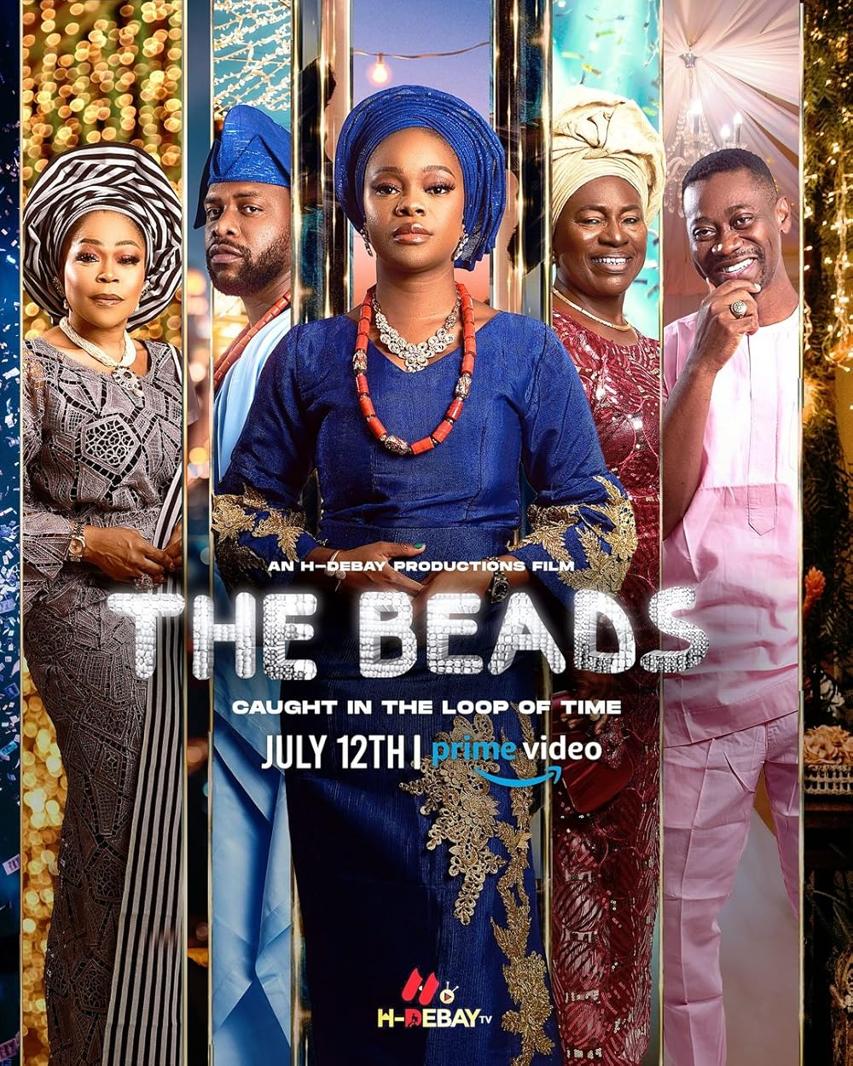 AN H-DEBAY PRODUCTIONS FILM
THE BEADS
CAUGHT IN THE LOOP OF TIME
JULY 12TH | prime video
H-DEBAY TV